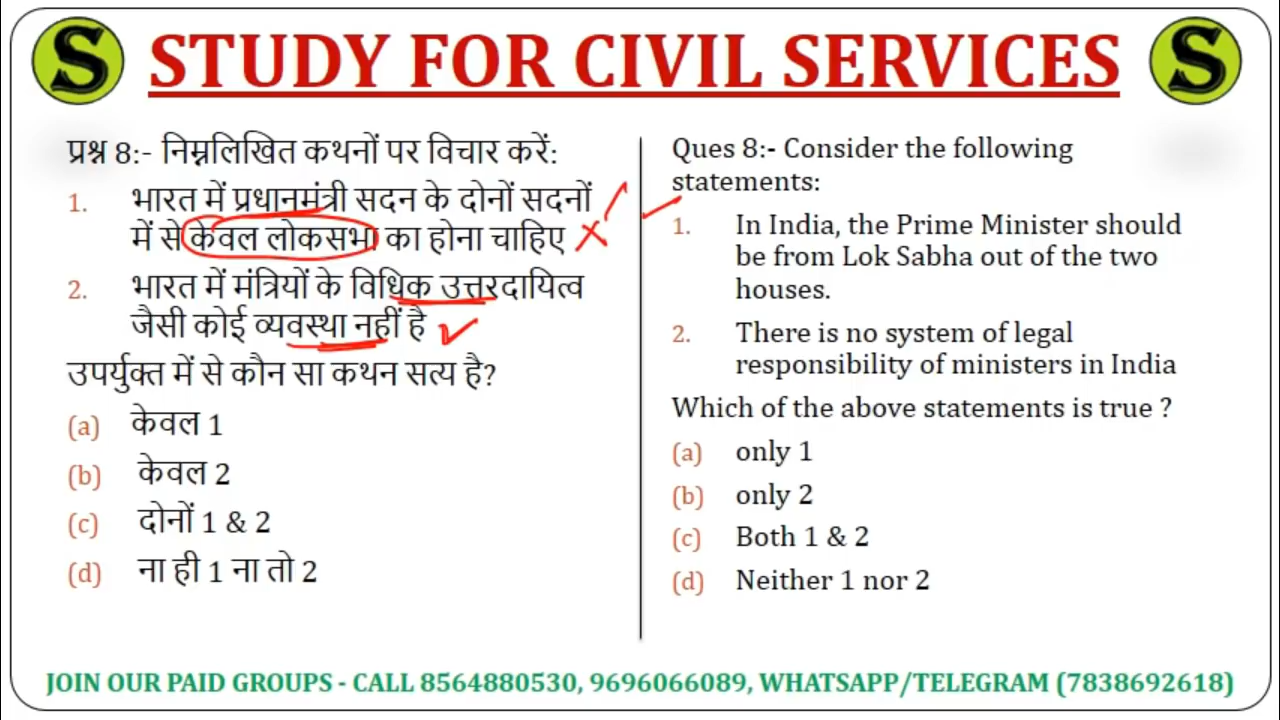 S STUDY FOR CIVIL SERVICES S
प्रश्न 8:- निम्नलिखित कथनों पर विचार करें:
1. भारत में प्रधानमंत्री सदन के दोनों सदनों
में से केवल लोकसभा का होना चाहिए
2. भारत में मंत्रियों के विधिक उत्तरदायित्व
जैसी कोई व्यवस्था नहीं है
उपर्युक्त में से कौन सा कथन सत्य है?
(a) केवल 1
(b) केवल 2
(c) दोनों 1 & 2
(d) ना ही 1 ना तो 2
Ques 8:- Consider the following
statements:
1. In India, the Prime Minister should
be from Lok Sabha out of the two
houses.
2. There is no system of legal
responsibility of ministers in India
Which of the above statements is true ?
(a) only 1
(b) only 2
(c) Both 1 & 2
(d) Neither 1 nor 2
JOIN OUR PAID GROUPS - CALL 8564880530, 9696066089, WHATSAPP/TELEGRAM (7838692618)